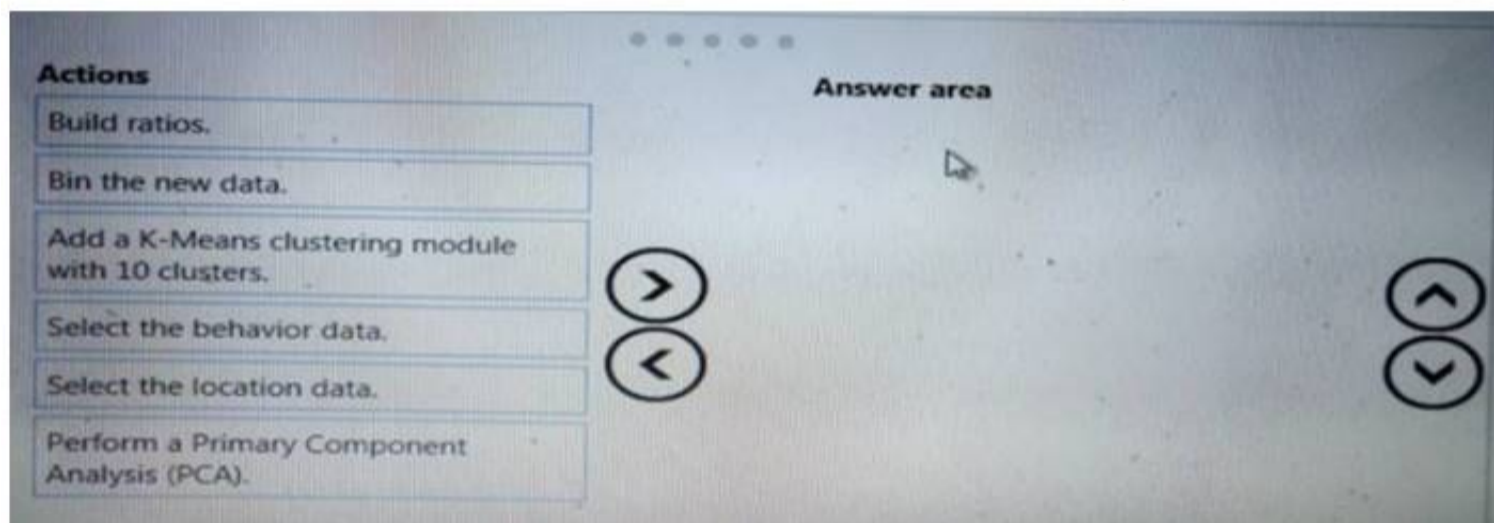 Actions
Answer area
Build ratios.
Bin the new data.
Add a K-Means clustering module
with 10 clusters.
Select the behavior data.
Select the location data.
Perform a Primary Component
Analysis (PCA).